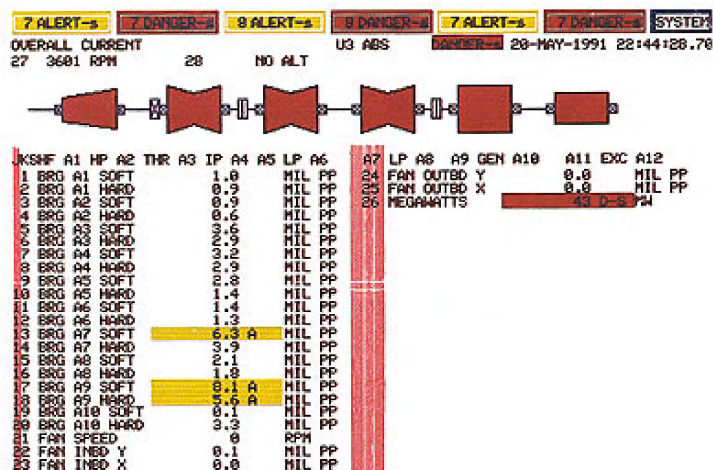 7 ALERT-s 7 DANGER-s 8 ALERT-s 8 DANGER-s 7 ALERT-s 7 DANGER-s SYSTEM
OVERALL CURRENT U3 ABS DANGER-s 20-MAY-1991 22:44:28.70
27 3601 RPM 28 NO ALT
JKSHF A1 HP A2 THR A3 IP A4 A5 LP A6 A7 LP A8 A9 GEN A10 A11 EXC A12
1 BRG A1 SOFT 1.0 MIL PP
2 BRG A1 HARD 0.9 MIL PP
3 BRG A2 SOFT 0.9 MIL PP
4 BRG A2 HARD 0.6 MIL PP
5 BRG A3 SOFT 3.6 MIL PP
6 BRG A3 HARD 2.9 MIL PP
7 BRG A4 SOFT 3.2 MIL PP
8 BRG A4 HARD 2.9 MIL PP
9 BRG A5 SOFT 2.8 MIL PP
10 BRG A5 HARD 1.4 MIL PP
11 BRG A6 SOFT 1.4 MIL PP
12 BRG A6 HARD 1.3 MIL PP
13 BRG A7 SOFT 6.3 A MIL PP
14 BRG A7 HARD 3.9 MIL PP
15 BRG A8 SOFT 2.1 MIL PP
16 BRG A8 HARD 1.8 MIL PP
17 BRG A9 SOFT 8.1 A MIL PP
18 BRG A9 HARD 5.6 A MIL PP
19 BRG A10 SOFT 0.1 MIL PP
20 BRG A10 HARD 3.3 MIL PP
21 FAN SPEED 0 RPM
22 FAN INBD Y 0.1 MIL PP
23 FAN INBD X 0.0 MIL PP
24 FAN OUTBD Y 0.0 MIL PP
25 FAN OUTBD X 0.0 MIL PP
26 MEGAWATTS 43 D-S MW